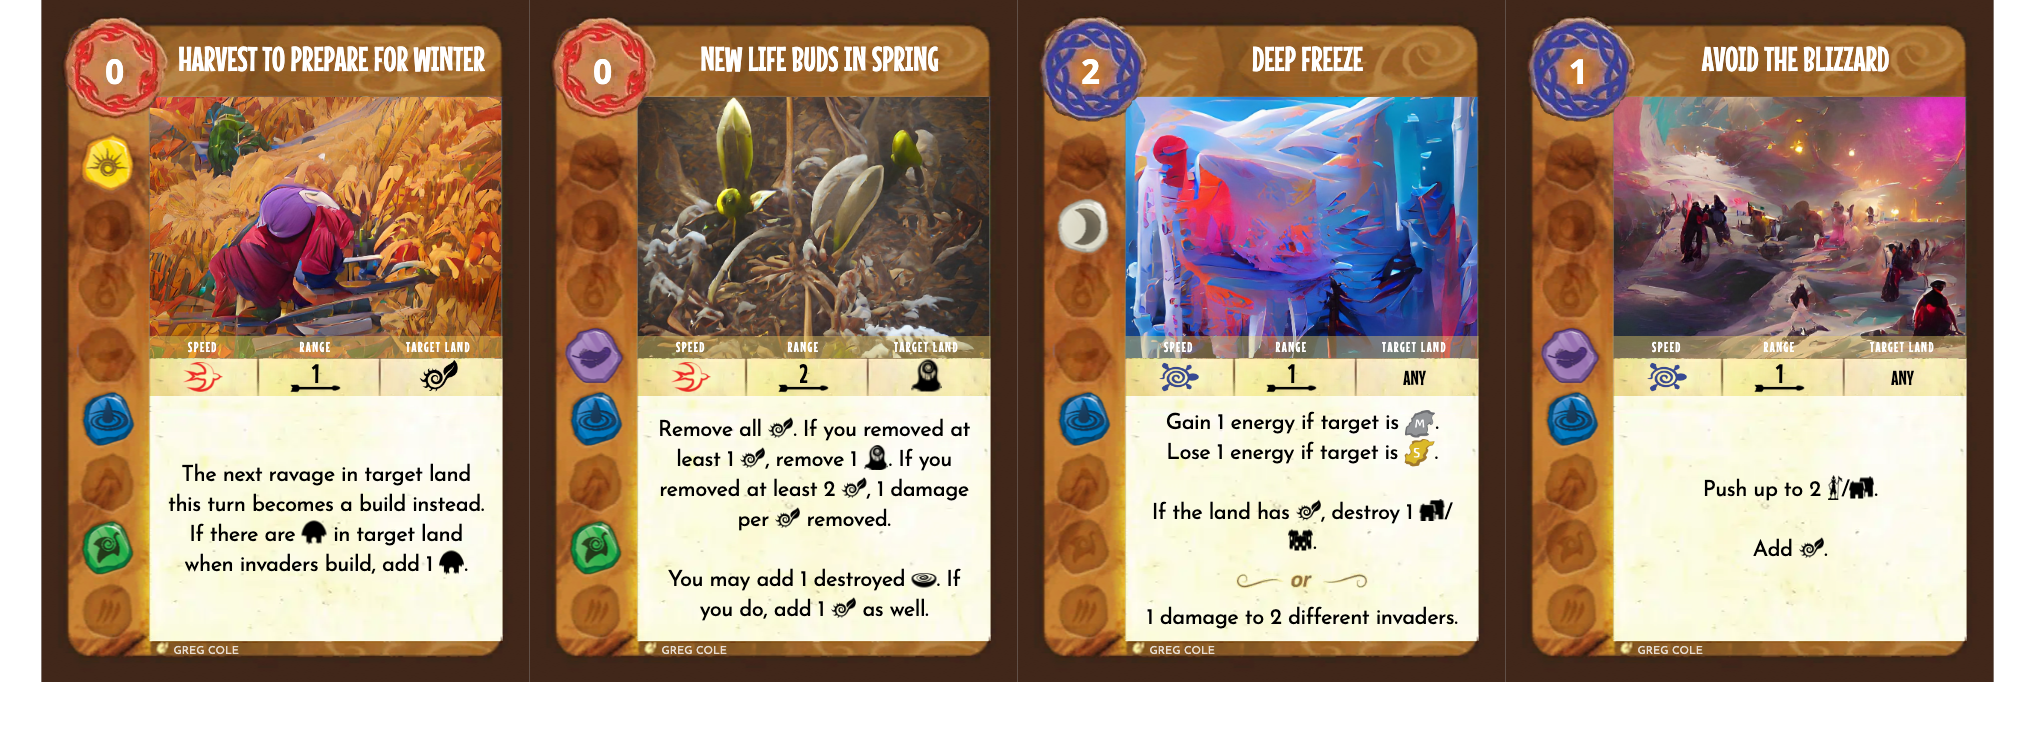 0
HARVEST TO PREPARE FOR WINTER
SPEED RANGE TARGET LAND
1
The next ravage in target land
this turn becomes a build instead.
If there are in target land
when invaders build, add 1 .
GREG COLE
0
NEW LIFE BUDS IN SPRING
SPEED RANGE TARGET LAND
2
Remove all . If you removed at
least 1 , remove 1 . If you
removed at least 2 , 1 damage
per removed.
You may add 1 destroyed . If
you do, add 1 as well.
GREG COLE
2
DEEP FREEZE
SPEED RANGE TARGET LAND
1 ANY
Gain 1 energy if target is M .
Lose 1 energy if target is S .
If the land has , destroy 1 /
.
or
1 damage to 2 different invaders.
GREG COLE
1
AVOID THE BLIZZARD
SPEED RANGE TARGET LAND
1 ANY
Push up to 2 / .
Add .
GREG COLE